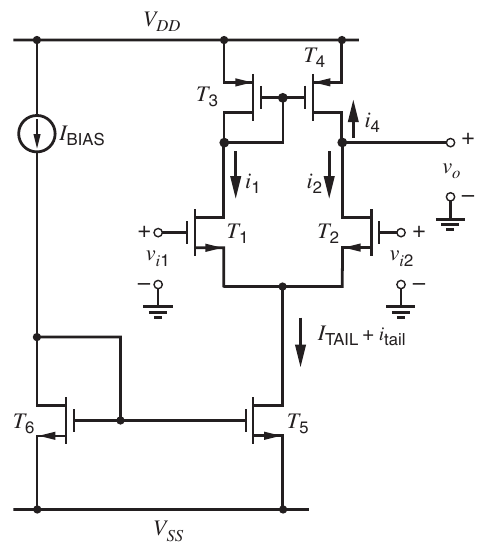 V_DD
T_3
T_4
I_BIAS
i_4
+
v_o
−
i_1
i_2
+
v_i1
−
T_1
T_2
+
v_i2
−
I_TAIL + i_tail
T_6
T_5
V_SS